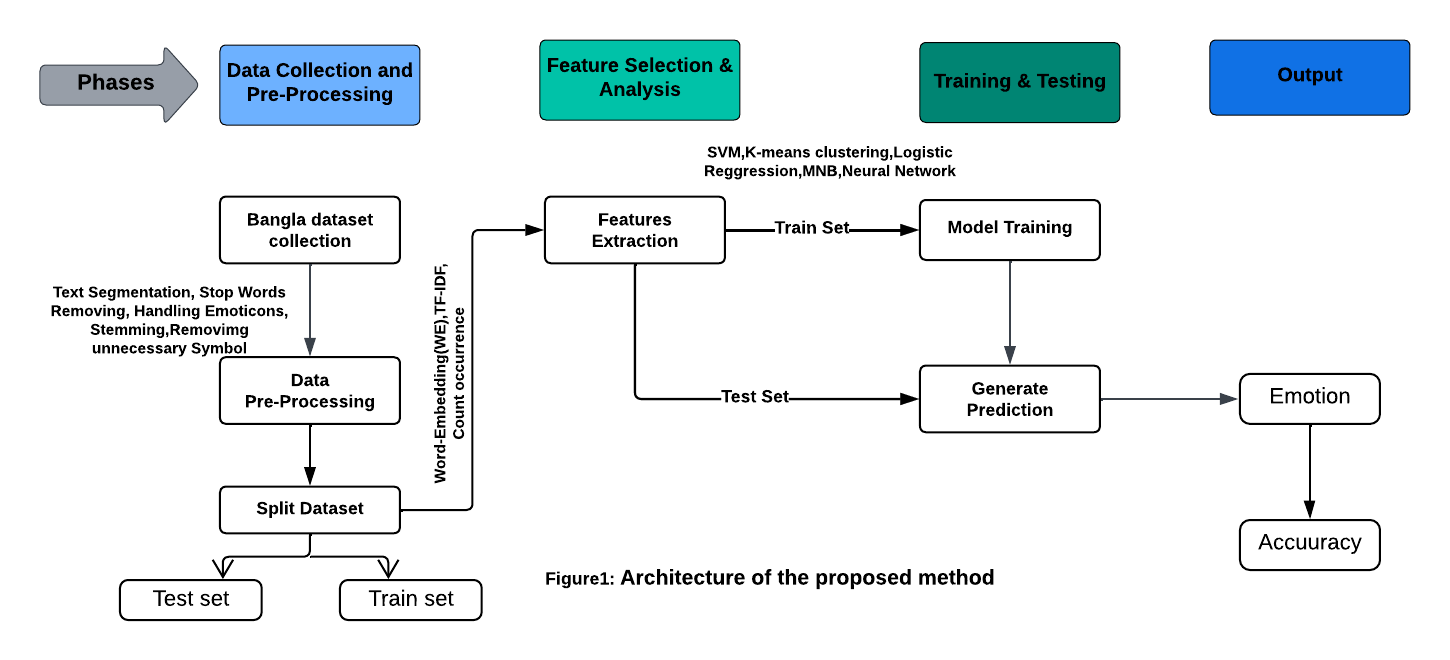 Phases
Data Collection and
Pre-Processing
Feature Selection &
Analysis
Training & Testing
Output
SVM,K-means clustering,Logistic
Reggression,MNB,Neural Network
Bangla dataset
collection
Features
Extraction
Train Set
Model Training
Text Segmentation, Stop Words
Removing, Handling Emoticons,
Stemming,Removimg
unnecessary Symbol
Word-Embedding(WE),TF-IDF,
Count occurrence
Data
Pre-Processing
Test Set
Generate
Prediction
Emotion
Split Dataset
Accuuracy
Test set
Train set
Figure1: Architecture of the proposed method